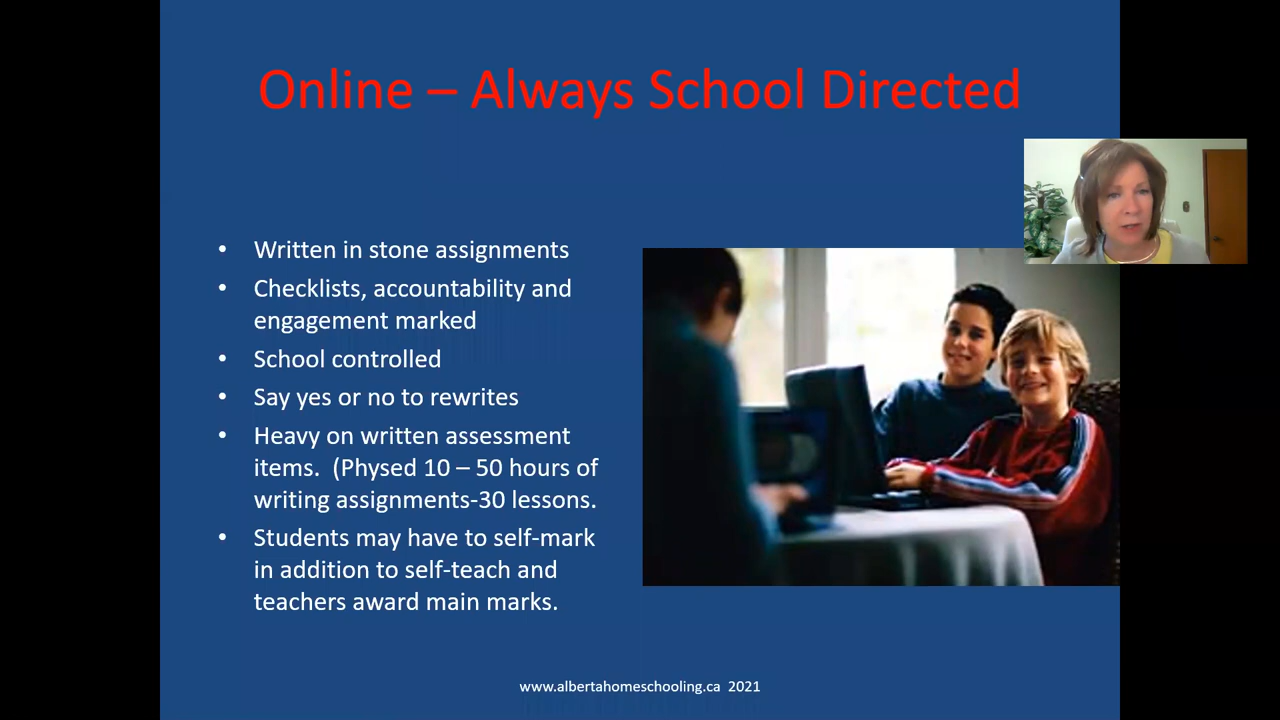 Online – Always School Directed
• Written in stone assignments
• Checklists, accountability and
engagement marked
• School controlled
• Say yes or no to rewrites
• Heavy on written assessment
items.  (Physed 10 – 50 hours of
writing assignments-30 lessons.
• Students may have to self-mark
in addition to self-teach and
teachers award main marks.
www.albertahomeschooling.ca  2021